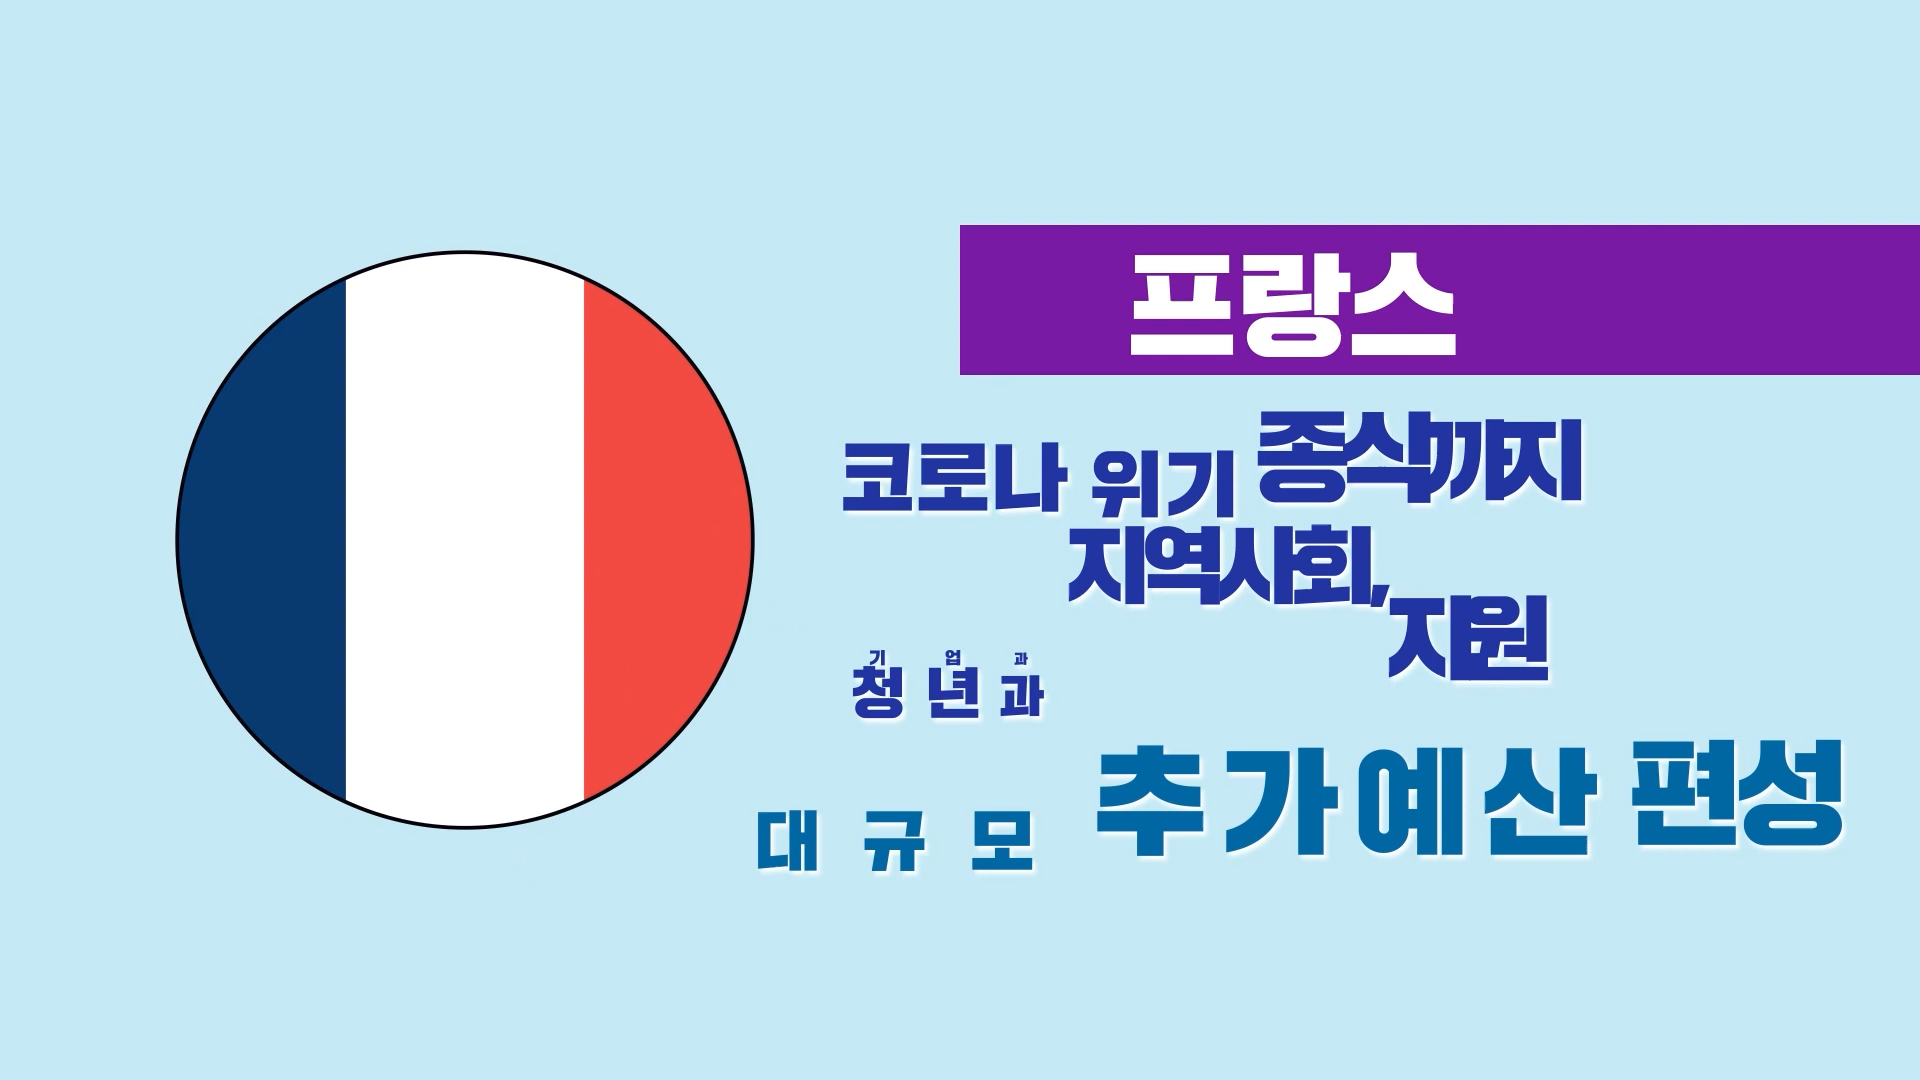 프랑스
코로나 위기 종식까지
지역사회,
기업과
청년과 지원
대규모 추가예산 편성